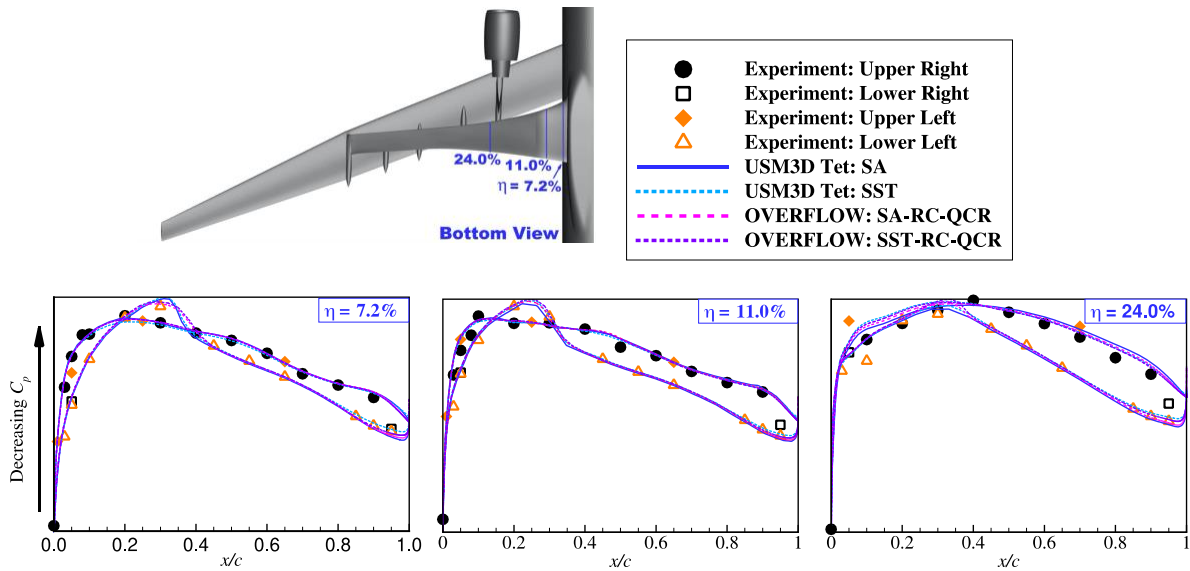 24.0%
11.0%
η = 7.2%
Bottom View
Experiment: Upper Right
Experiment: Lower Right
Experiment: Upper Left
Experiment: Lower Left
USM3D Tet: SA
USM3D Tet: SST
OVERFLOW: SA-RC-QCR
OVERFLOW: SST-RC-QCR
Decreasing Cp
η = 7.2%
0.0 0.2 0.4 0.6 0.8 1.0
x/c
η = 11.0%
0 0.2 0.4 0.6 0.8 1
x/c
η = 24.0%
0 0.2 0.4 0.6 0.8 1
x/c